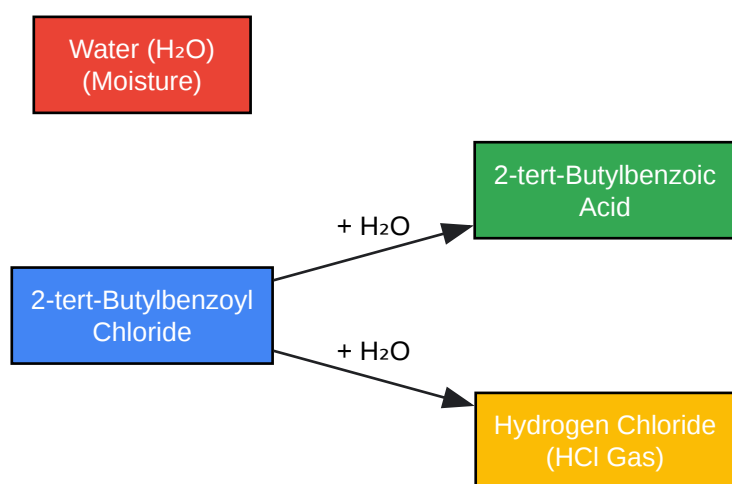 Water (H₂O)
(Moisture)
2-tert-Butylbenzoic
Acid
+ H₂O
2-tert-Butylbenzoyl
Chloride
+ H₂O
Hydrogen Chloride
(HCl Gas)